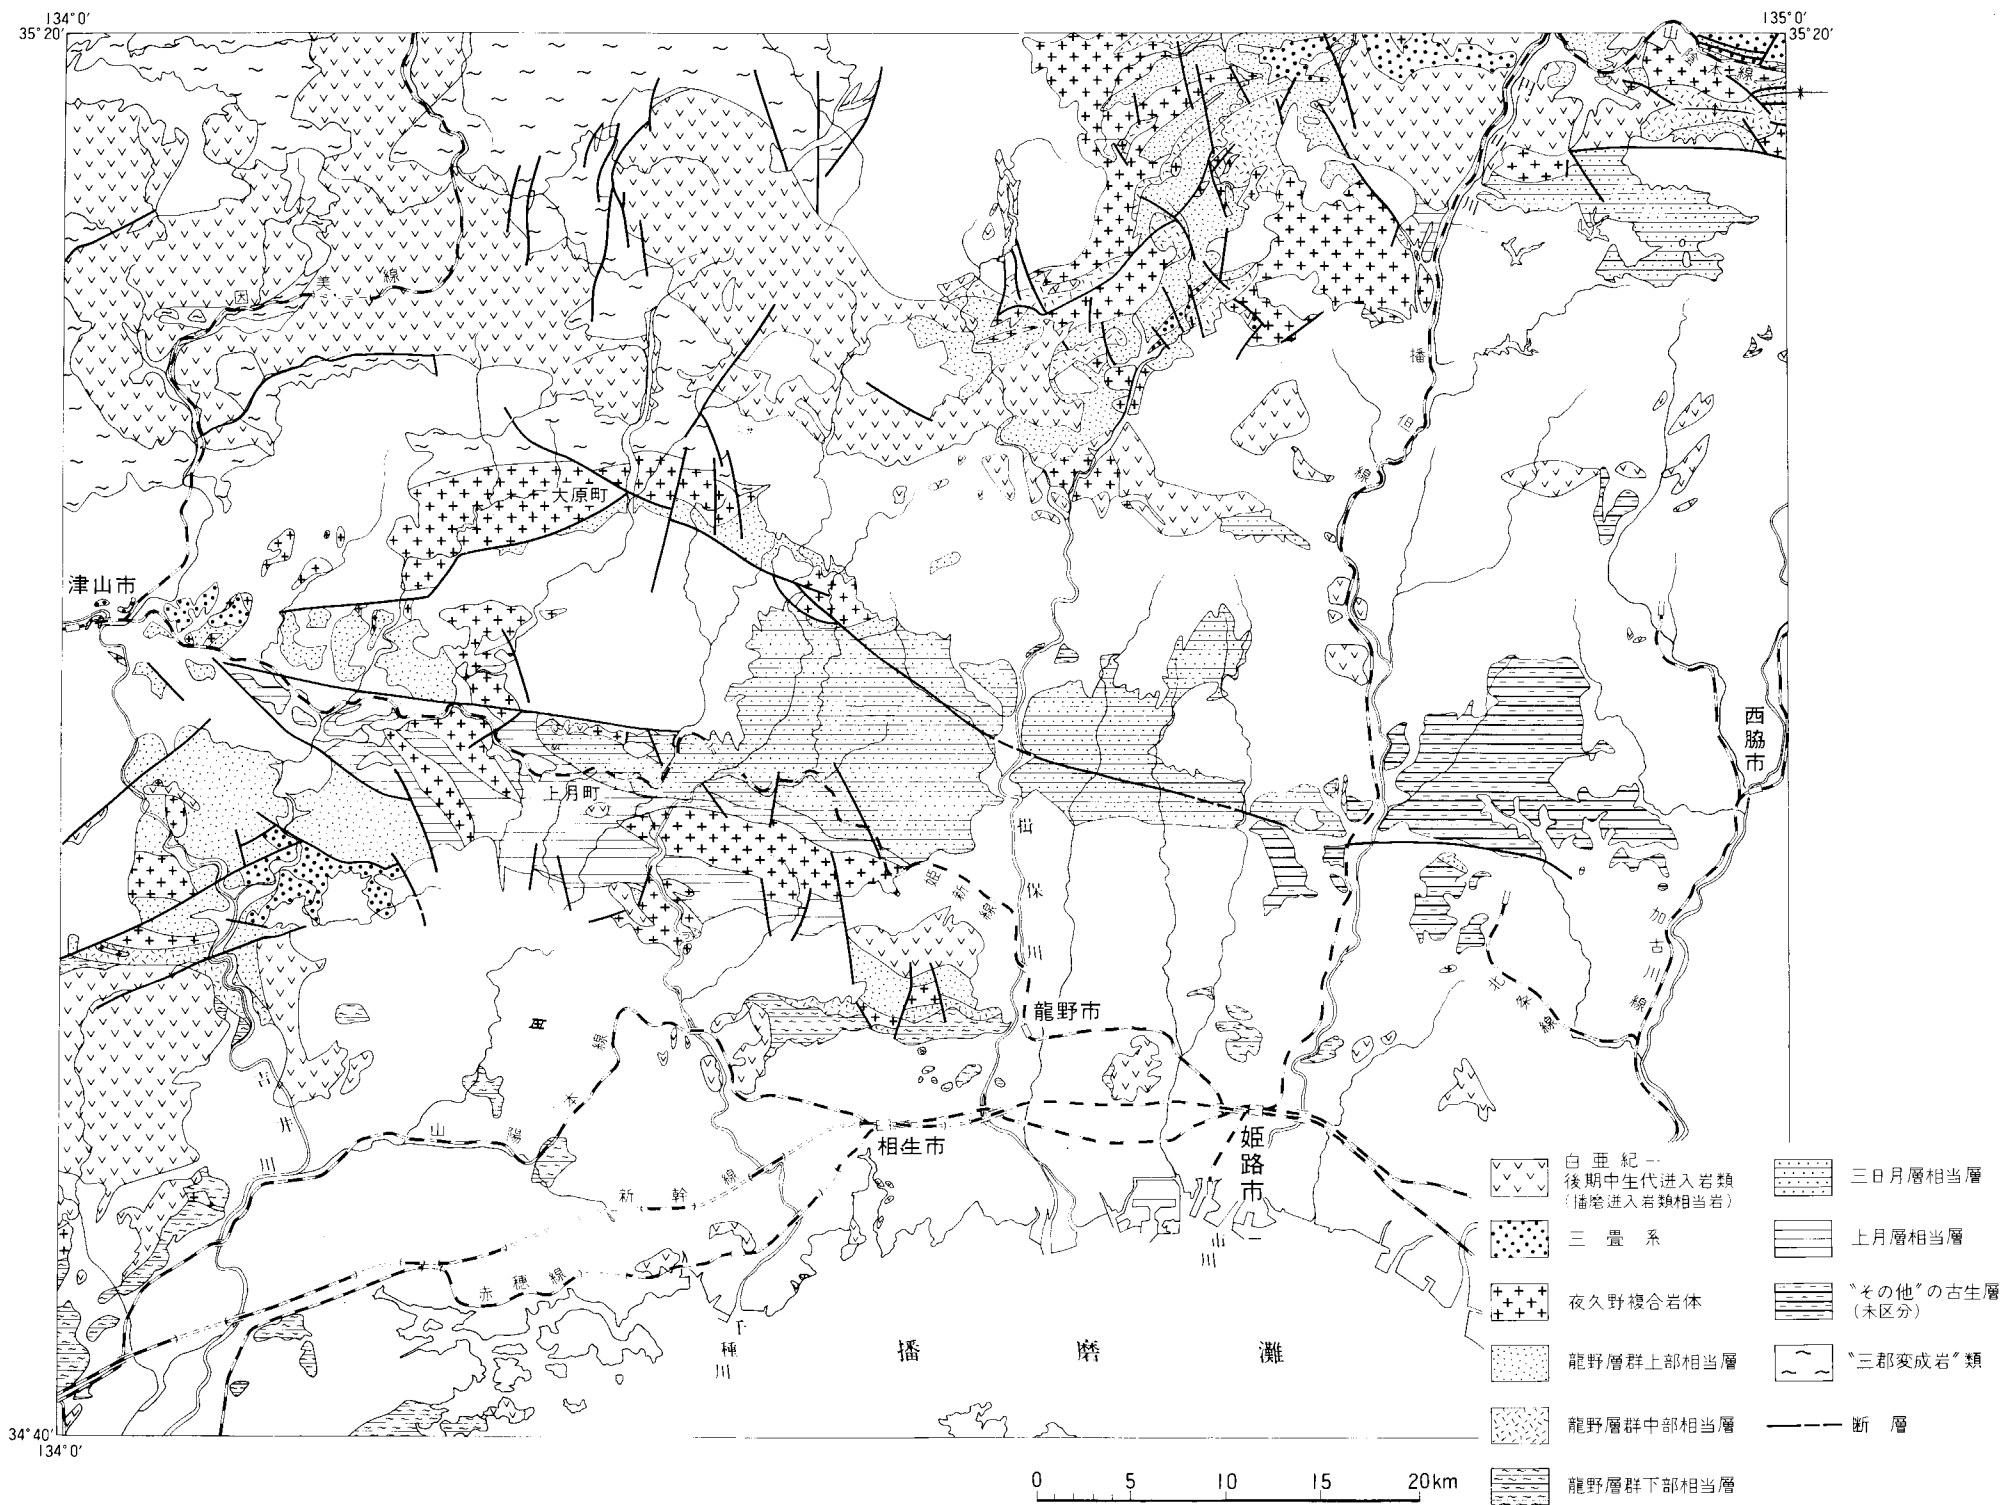 134°0′
135°0′
35°20′
35°20′
山陰本線
因美線
播但線
大原町
津山市
西脇市
上月町
姫新線
揖保川
加古川線
北条線
龍野市
吉井川
山陽本線
相生市
姫路市
新幹線
赤穂線
市川
千種川
播磨灘
34°40′
134°0′
白亜紀―
後期中生代迸入岩類
(播磨迸入岩類相当岩)
三畳系
夜久野複合岩体
龍野層群上部相当層
龍野層群中部相当層
龍野層群下部相当層
三日月層相当層
上月層相当層
“その他”の古生層
(未区分)
“三郡変成岩”類
断層
0 5 10 15 20km